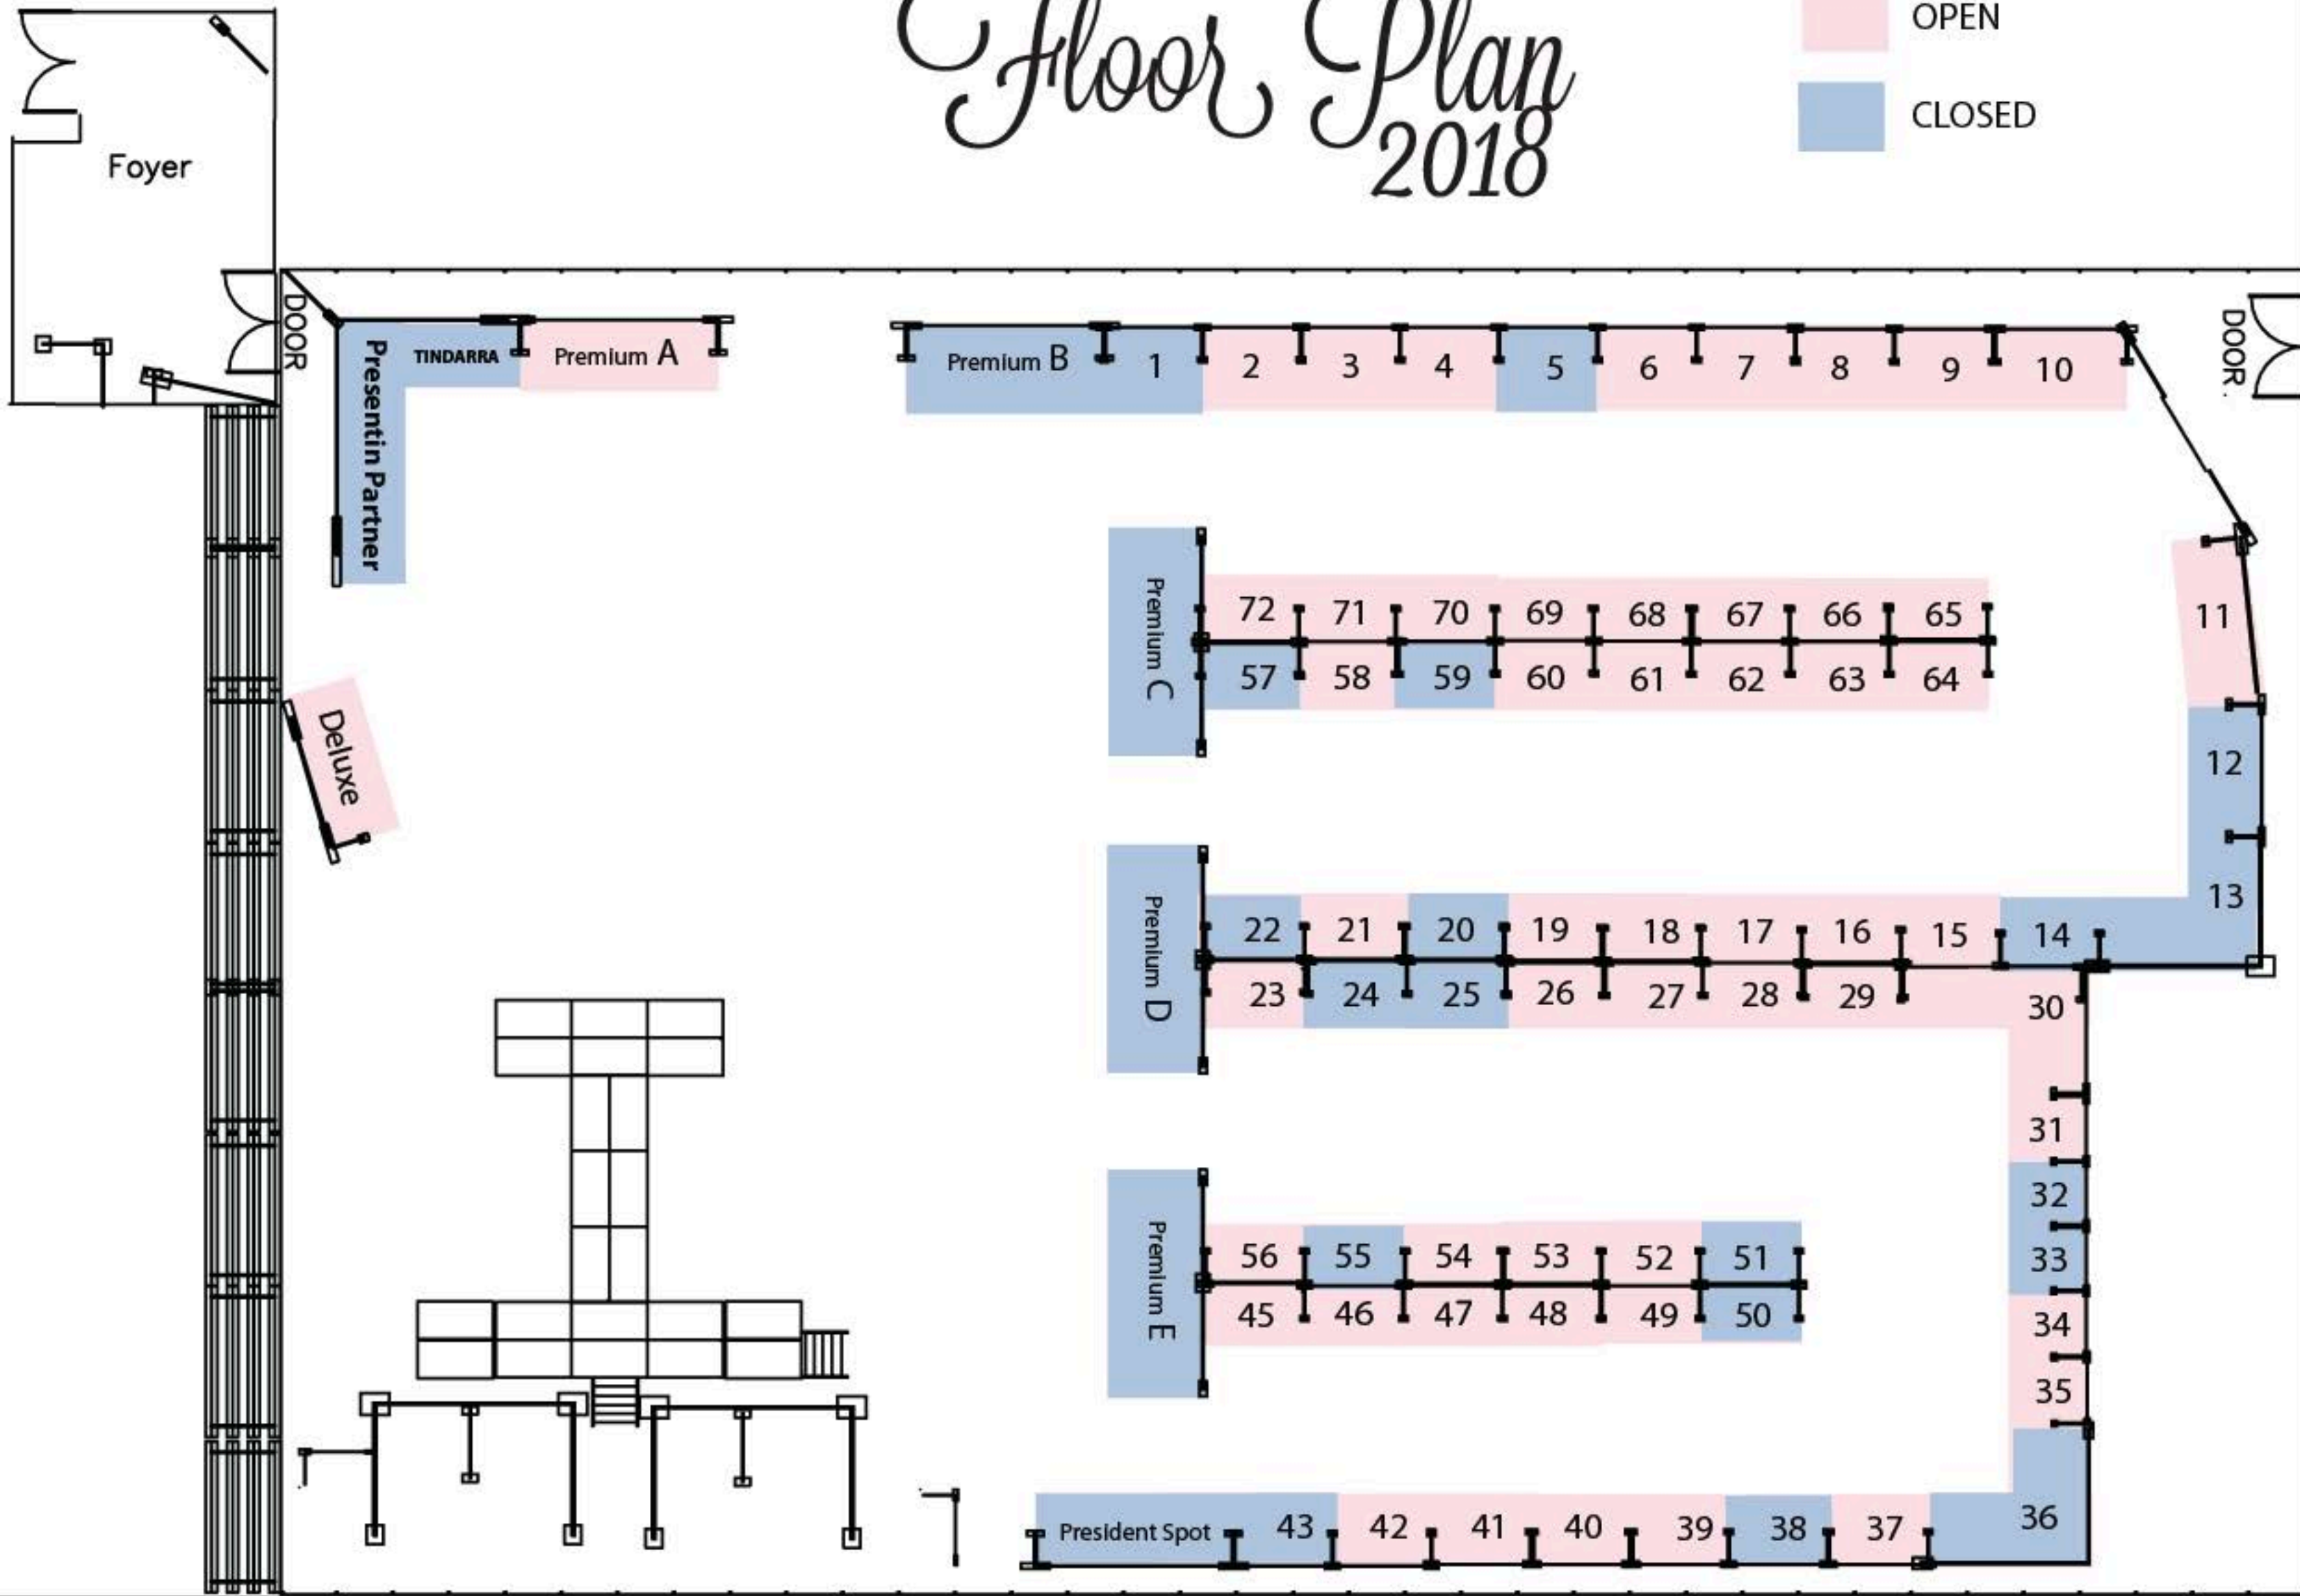 Floor Plan
2018
OPEN
CLOSED
Foyer
DOOR
DOOR.
Presentin Partner
TINDARRA
Premium A
Premium B
1 2 3 4 5 6 7 8 9 10
Premium C
72 71 70 69 68 67 66 65
57 58 59 60 61 62 63 64
11
12
13
Deluxe
Premium D
22 21 20 19 18 17 16 15 14
23 24 25 26 27 28 29 30
31
32
33
34
35
36
Premium E
56 55 54 53 52 51
45 46 47 48 49 50
President Spot 43 42 41 40 39 38 37